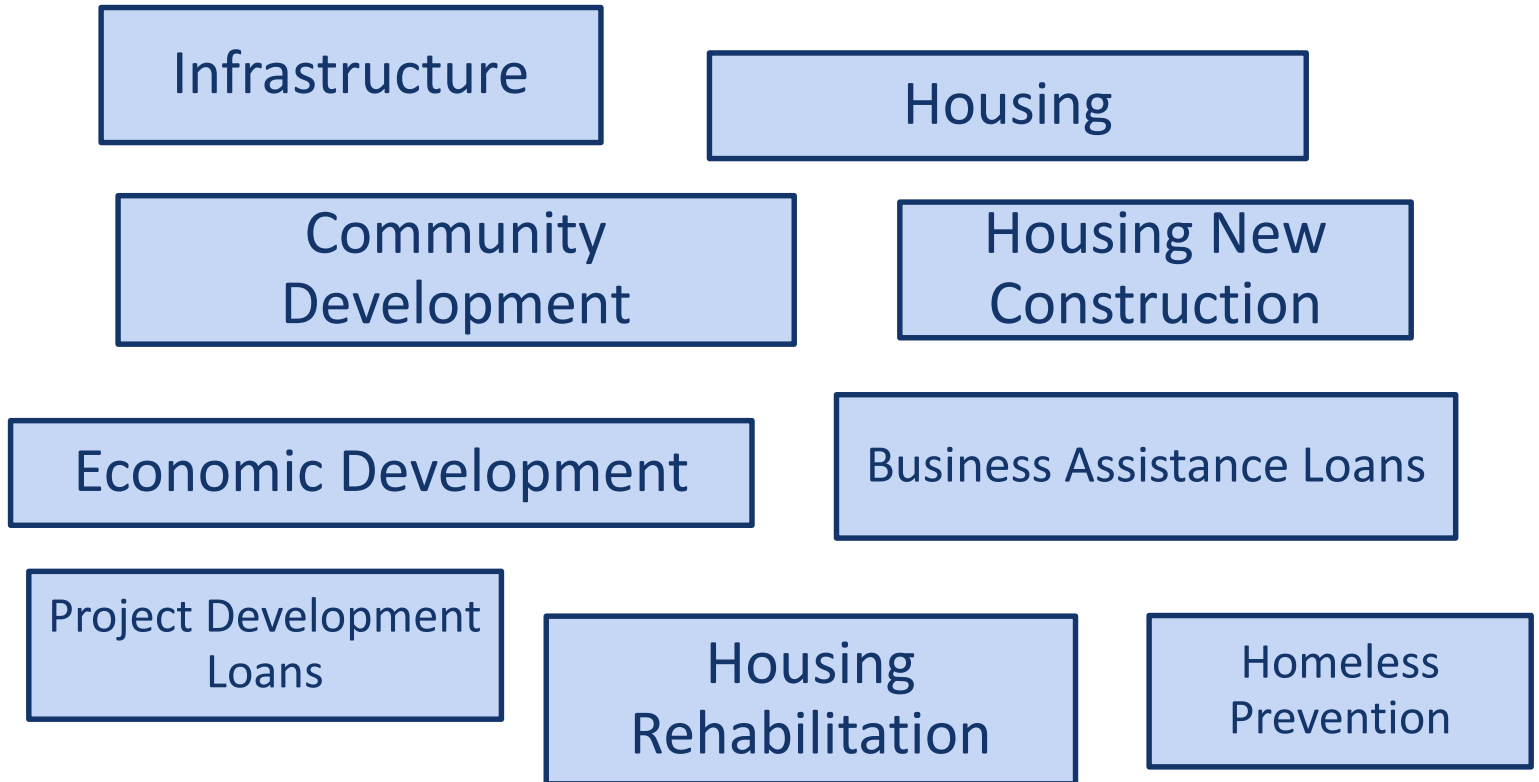 Infrastructure
Housing
Community
Development
Housing New
Construction
Economic Development
Business Assistance Loans
Project Development
Loans
Housing
Rehabilitation
Homeless
Prevention